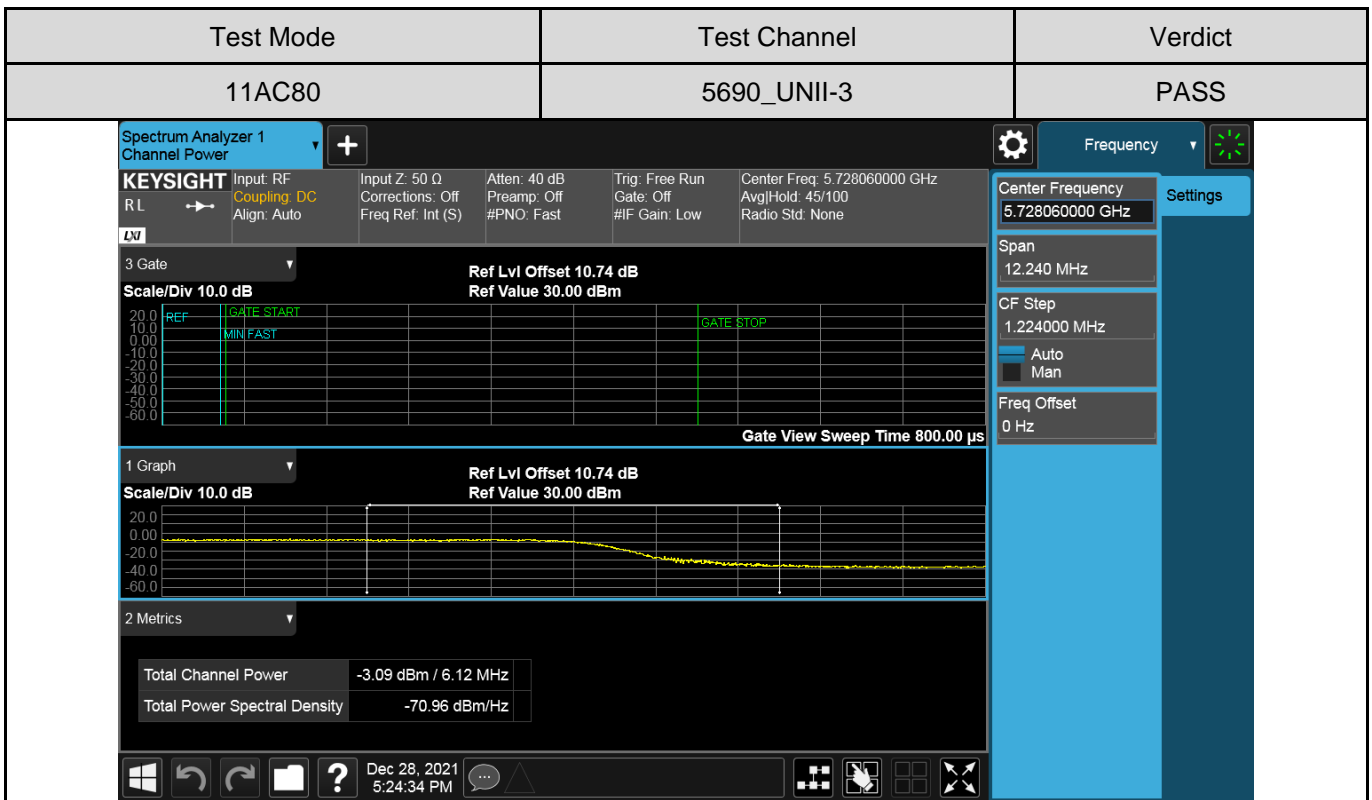 Test Mode Test Channel Verdict
11AC80 5690_UNII-3 PASS
Spectrum Analyzer 1
Channel Power
Frequency
KEYSIGHT
RL
LXI
Input: RF
Coupling: DC
Align: Auto
Input Z: 50 Ω
Corrections: Off
Freq Ref: Int (S)
Atten: 40 dB
Preamp: Off
#PNO: Fast
Trig: Free Run
Gate: Off
#IF Gain: Low
Center Freq: 5.728060000 GHz
Avg|Hold: 45/100
Radio Std: None
Center Frequency
5.728060000 GHz
Settings
Span
12.240 MHz
CF Step
1.224000 MHz
Auto
Man
Freq Offset
0 Hz
3 Gate
Scale/Div 10.0 dB
Ref Lvl Offset 10.74 dB
Ref Value 30.00 dBm
20.0
10.0
0.00
-10.0
-20.0
-30.0
-40.0
-50.0
-60.0
REF
GATE START
MIN FAST
GATE STOP
Gate View Sweep Time 800.00 µs
1 Graph
Scale/Div 10.0 dB
Ref Lvl Offset 10.74 dB
Ref Value 30.00 dBm
20.0
0.00
-20.0
-40.0
-60.0
2 Metrics
Total Channel Power -3.09 dBm / 6.12 MHz
Total Power Spectral Density -70.96 dBm/Hz
?
Dec 28, 2021
5:24:34 PM